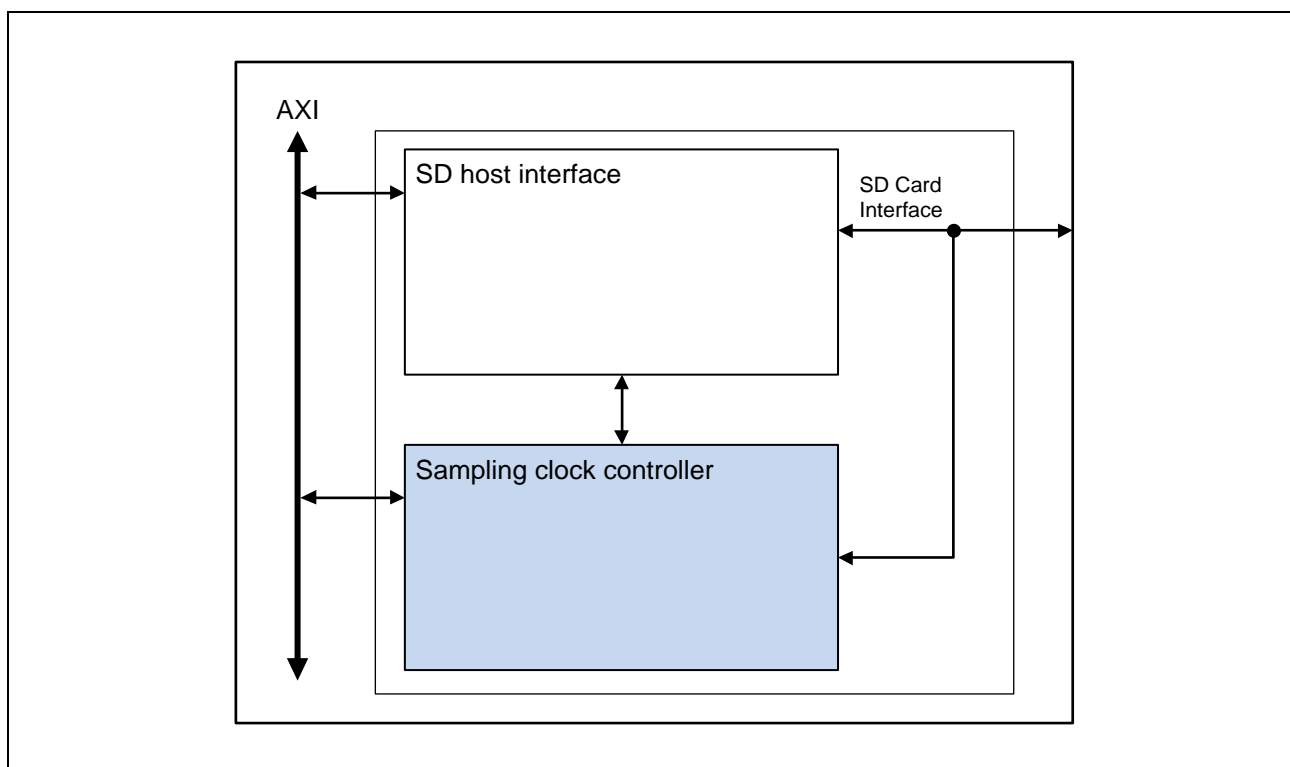 AXI
SD host interface
SD Card
Interface
Sampling clock controller